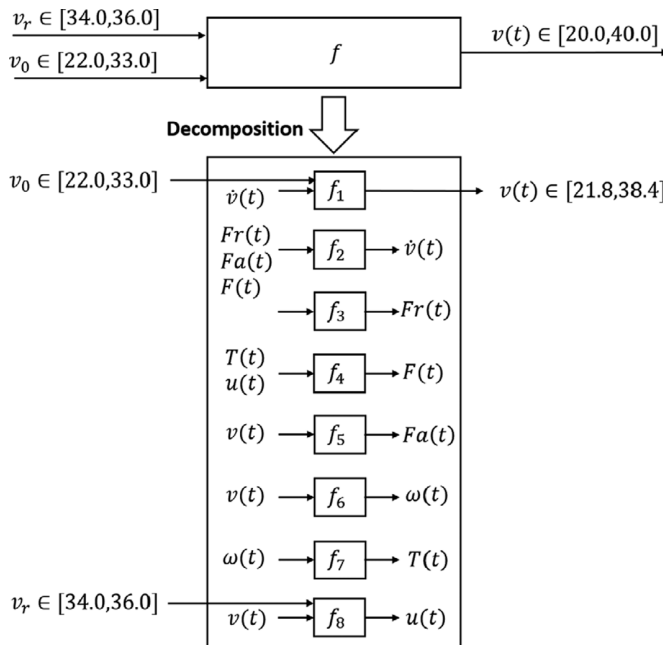 v_r ∈ [34.0,36.0]
v_0 ∈ [22.0,33.0]
f
v(t) ∈ [20.0,40.0]
Decomposition
v_0 ∈ [22.0,33.0]
v̇(t)
f_1
v(t) ∈ [21.8,38.4]
Fr(t)
Fa(t)
F(t)
f_2
v̇(t)
f_3
Fr(t)
T(t)
u(t)
f_4
F(t)
v(t)
f_5
Fa(t)
v(t)
f_6
ω(t)
ω(t)
f_7
T(t)
v_r ∈ [34.0,36.0]
v(t)
f_8
u(t)